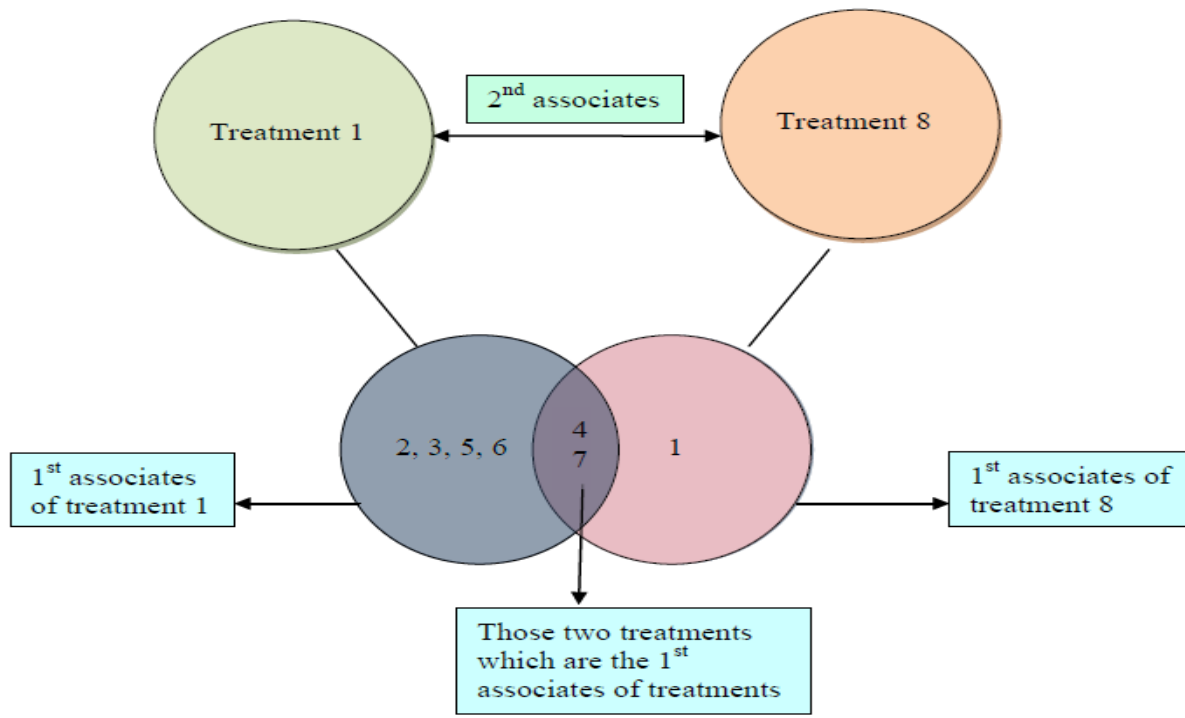 2nd associates
Treatment 1
Treatment 8
2, 3, 5, 6
4
7
1
1st associates
of treatment 1
1st associates of
treatment 8
Those two treatments
which are the 1st
associates of treatments